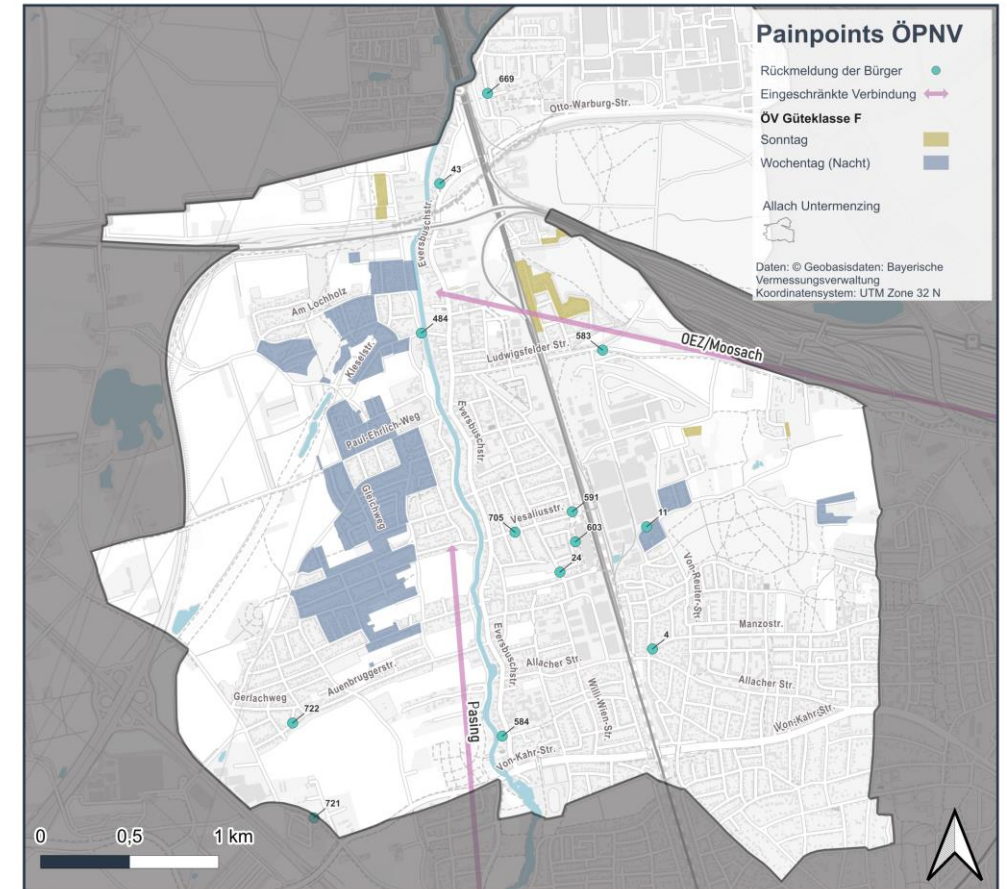 Painpoints ÖPNV
Rückmeldung der Bürger
Eingeschränkte Verbindung
ÖV Güteklasse F
Sonntag
Wochentag (Nacht)
Allach Untermenzing
Daten: © Geobasisdaten: Bayerische
Vermessungsverwaltung
Koordinatensystem: UTM Zone 32 N
669
Otto-Warburg-Str.
43
Eversbuschstr.
Am Lochholz
484
Kleselstr.
Ludwigsfelder Str.
583
OEZ/Moosach
Eversbuschstr.
Paul-Ehrlich-Weg
Gleichweg
591
705
Vesaliusstr.
11
603
24
Von-Reuter-Str.
Manzostr.
Eversbuschstr.
4
Allacher Str.
Auenbruggerstr.
Allacher Str.
Gerlachweg
Willi-Wien-Str.
722
Pasing
584
Von-Kahr-Str.
Von-Kahr-Str.
721
0 0,5 1 km